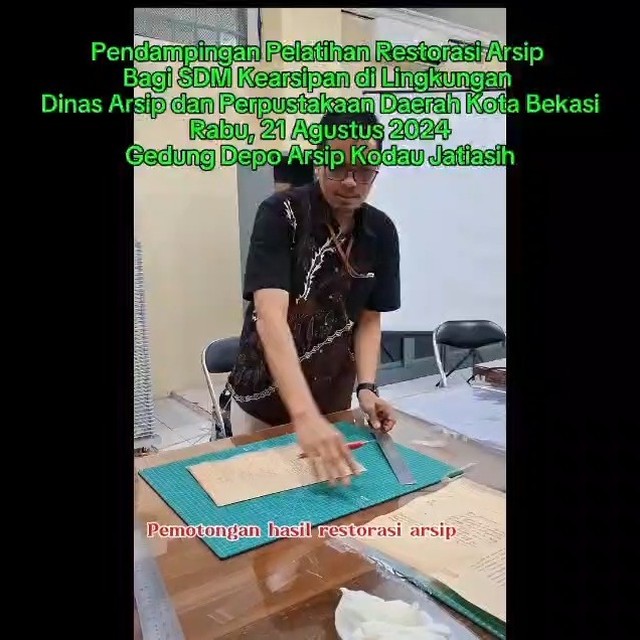 Pendampingan Pelatihan Restorasi Arsip
Bagi SDM Kearsipan di Lingkungan
Dinas Arsip dan Perpustakaan Daerah Kota Bekasi
Rabu, 21 Agustus 2024
Gedung Depo Arsip Kodau Jatiasih
Pemotongan hasil restorasi arsip